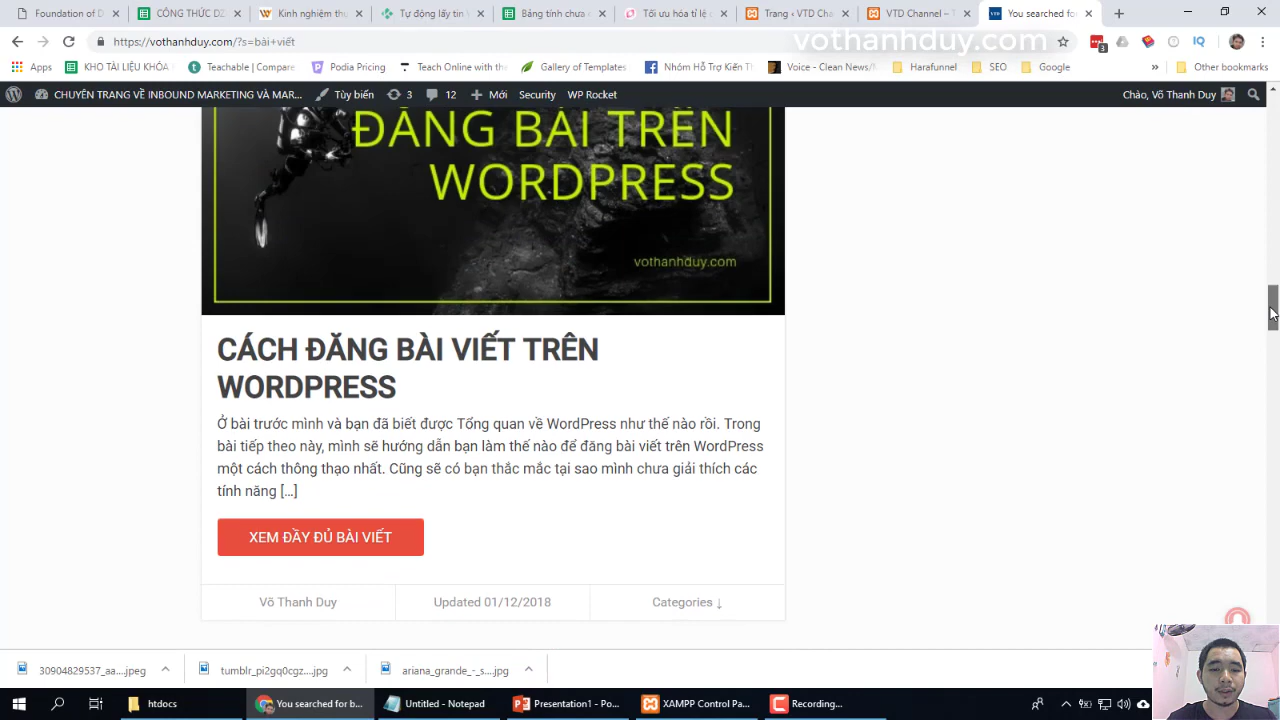 Foundation of D
CÔNG THỨC DZ
Kinh nghiệm thu
Tự động lấy tin V
Bảng tính chưa c
Tối ưu hóa tỉ lệ c
Trang ‹ VTD Cha
VTD Channel – T
You searched for
https://vothanhduy.com/?s=bài+viết
vothanhduy.com
3
IQ
Apps
KHO TÀI LIỆU KHÓA
Teachable | Compare
Podia Pricing
Teach Online with the
Gallery of Templates
Nhóm Hỗ Trợ Kiến Th
Voice - Clean News/M
Harafunnel
SEO
Google
»
Other bookmarks
CHUYÊN TRANG VỀ INBOUND MARKETING VÀ MAR...
Tùy biến
3
12
Mới
Security
WP Rocket
Chào, Võ Thanh Duy
ĐĂNG BÀI TRÊN
WORDPRESS
vothanhduy.com
CÁCH ĐĂNG BÀI VIẾT TRÊN
WORDPRESS
Ở bài trước mình và bạn đã biết được Tổng quan về WordPress như thế nào rồi. Trong
bài tiếp theo này, mình sẽ hướng dẫn bạn làm thế nào để đăng bài viết trên WordPress
một cách thông thạo nhất. Cũng sẽ có bạn thắc mắc tại sao mình chưa giải thích các
tính năng […]
XEM ĐẦY ĐỦ BÀI VIẾT
Võ Thanh Duy
Updated 01/12/2018
Categories ↓
30904829537_aa....jpeg
tumblr_pi2gq0cgz....jpg
ariana_grande_-_s....jpg
htdocs
You searched for b...
Untitled - Notepad
Presentation1 - Po...
XAMPP Control Pa...
Recording...